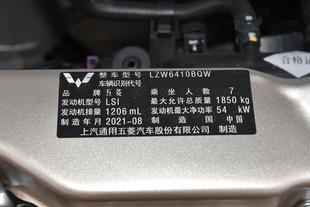 合格证
整车型号 LZW6410BQW
车辆识别代号
品牌 五菱 乘坐人数 7
发动机型号 LSI 最大允许总质量 1850 kg
发动机排量 1206 mL 发动机最大净功率 54 kW
制造年月 2021-08 制造国 中国
上汽通用五菱汽车股份有限公司 制造